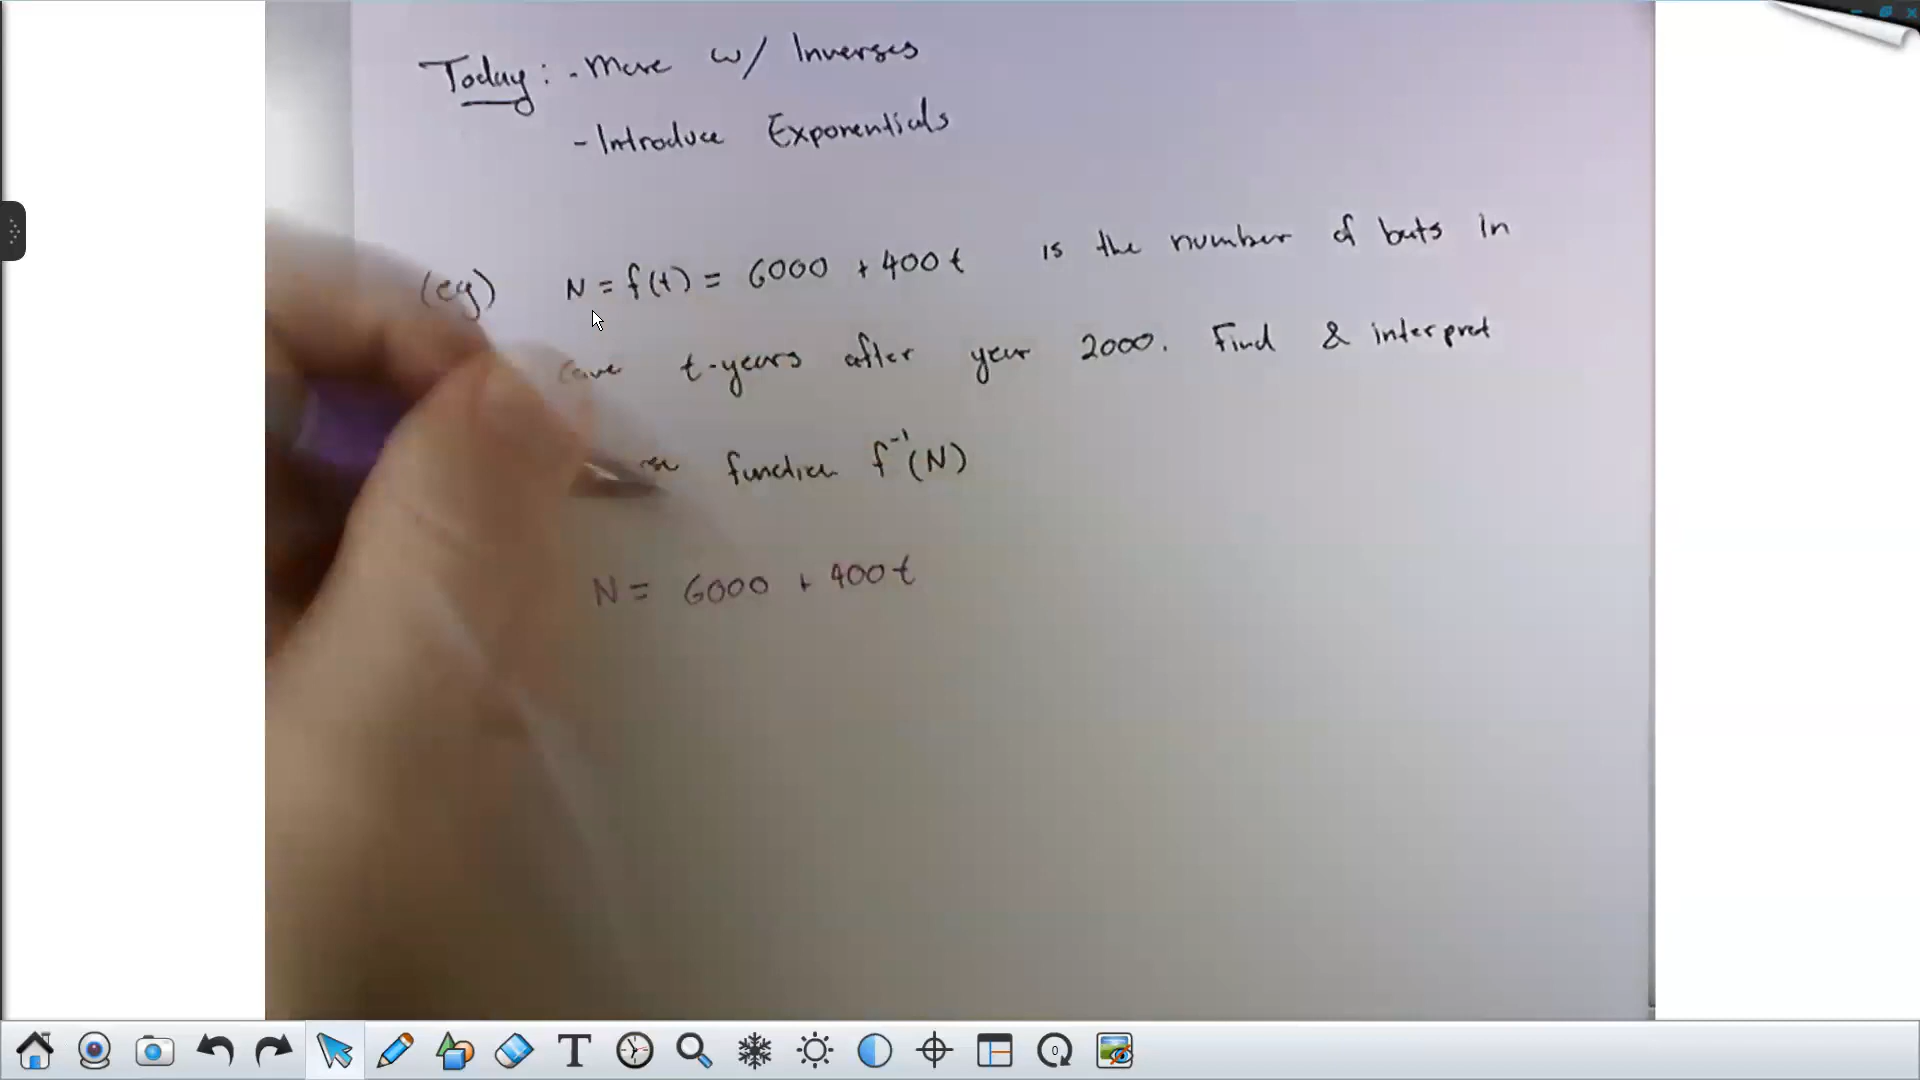 Today: - More w/ Inverses
- Introduce Exponentials
(eg) N = f(t) = 6000 + 400t is the number of bats in
cave t-years after year 2000. Find & interpret
function f⁻¹(N)
N = 6000 + 400t